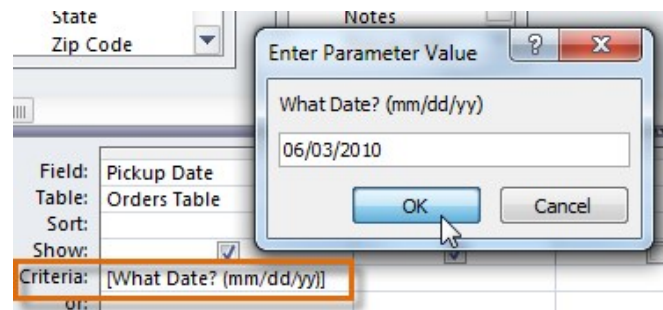 State
Zip Code
Notes
Enter Parameter Value
What Date? (mm/dd/yy)
06/03/2010
OK
Cancel
Field: Pickup Date
Table: Orders Table
Sort:
Show:
Criteria: [What Date? (mm/dd/yy)]
or: